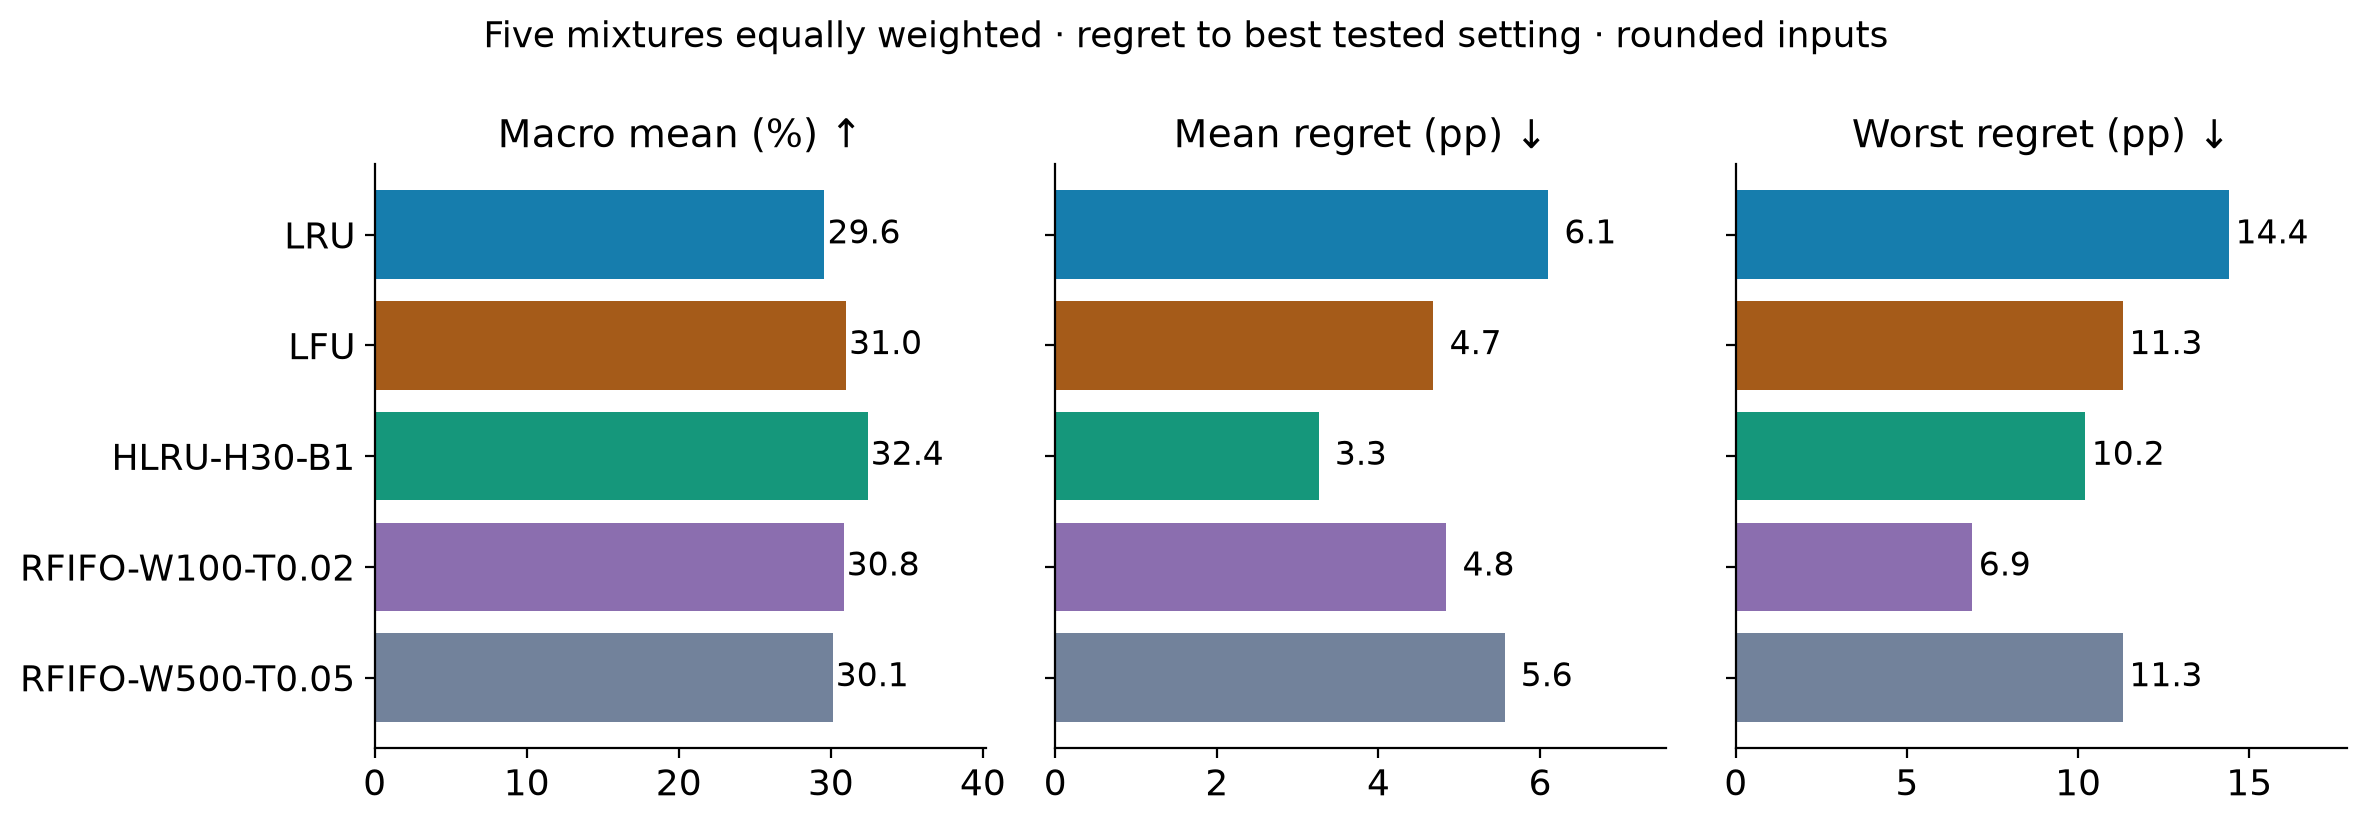 Five mixtures equally weighted · regret to best tested setting · rounded inputs
Macro mean (%) ↑
Mean regret (pp) ↓
Worst regret (pp) ↓
LRU
29.6
6.1
14.4
LFU
31.0
4.7
11.3
HLRU-H30-B1
32.4
3.3
10.2
RFIFO-W100-T0.02
30.8
4.8
6.9
RFIFO-W500-T0.05
30.1
5.6
11.3
0 10 20 30 40
0 2 4 6
0 5 10 15